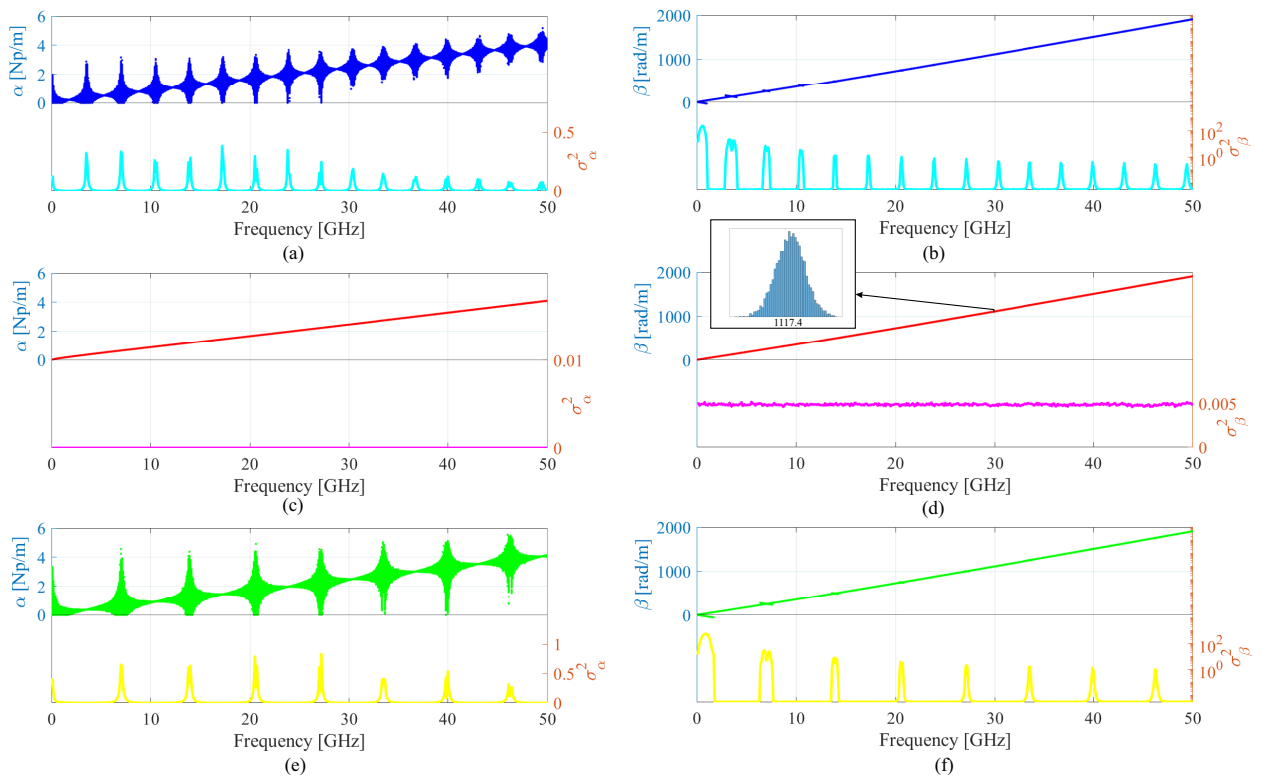 6
4
2
0
α [Np/m]
0.5
0
σ²α
0 10 20 30 40 50
Frequency [GHz]
(a)
2000
1000
0
β [rad/m]
10²
10⁰
σ²β
0 10 20 30 40 50
Frequency [GHz]
(b)
6
4
2
0
α [Np/m]
0.01
0
σ²α
0 10 20 30 40 50
Frequency [GHz]
(c)
2000
1000
0
β [rad/m]
1117.4
0.005
0
σ²β
0 10 20 30 40 50
Frequency [GHz]
(d)
6
4
2
0
α [Np/m]
1
0.5
0
σ²α
0 10 20 30 40 50
Frequency [GHz]
(e)
2000
1000
0
β [rad/m]
10²
10⁰
σ²β
0 10 20 30 40 50
Frequency [GHz]
(f)